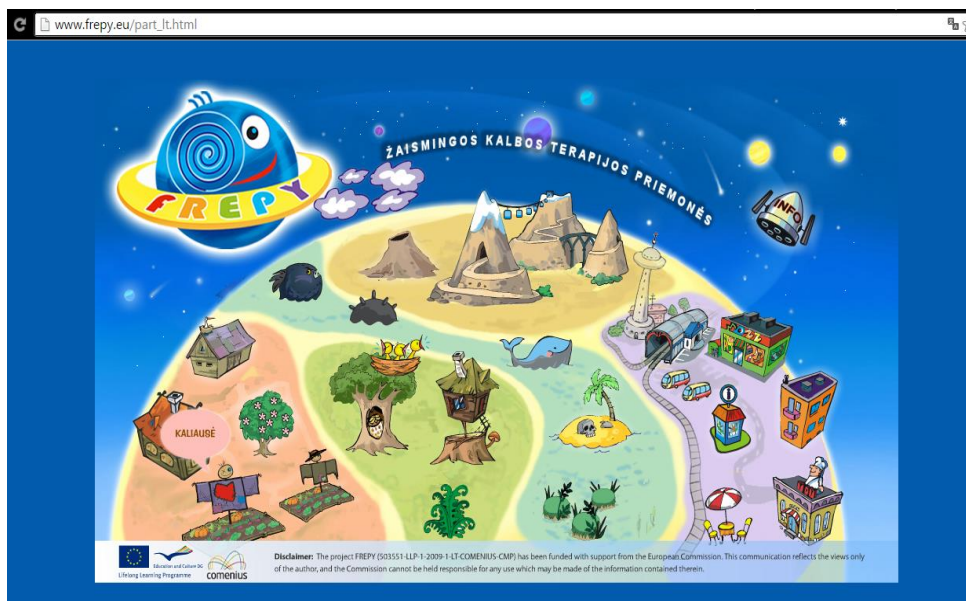 www.frepy.eu/part_lt.html
ŽAISMINGOS KALBOS TERAPIJOS PRIEMONĖS
FREPY
INFO
KALIAUSĖ
i
Disclaimer: The project FREPY (503551-LLP-1-2009-1-LT-COMENIUS-CMP) has been funded with support from the European Commission. This communication reflects the views only
of the author, and the Commission cannot be held responsible for any use which may be made of the information contained therein.
Education and Culture DG
Lifelong Learning Programme
comenius